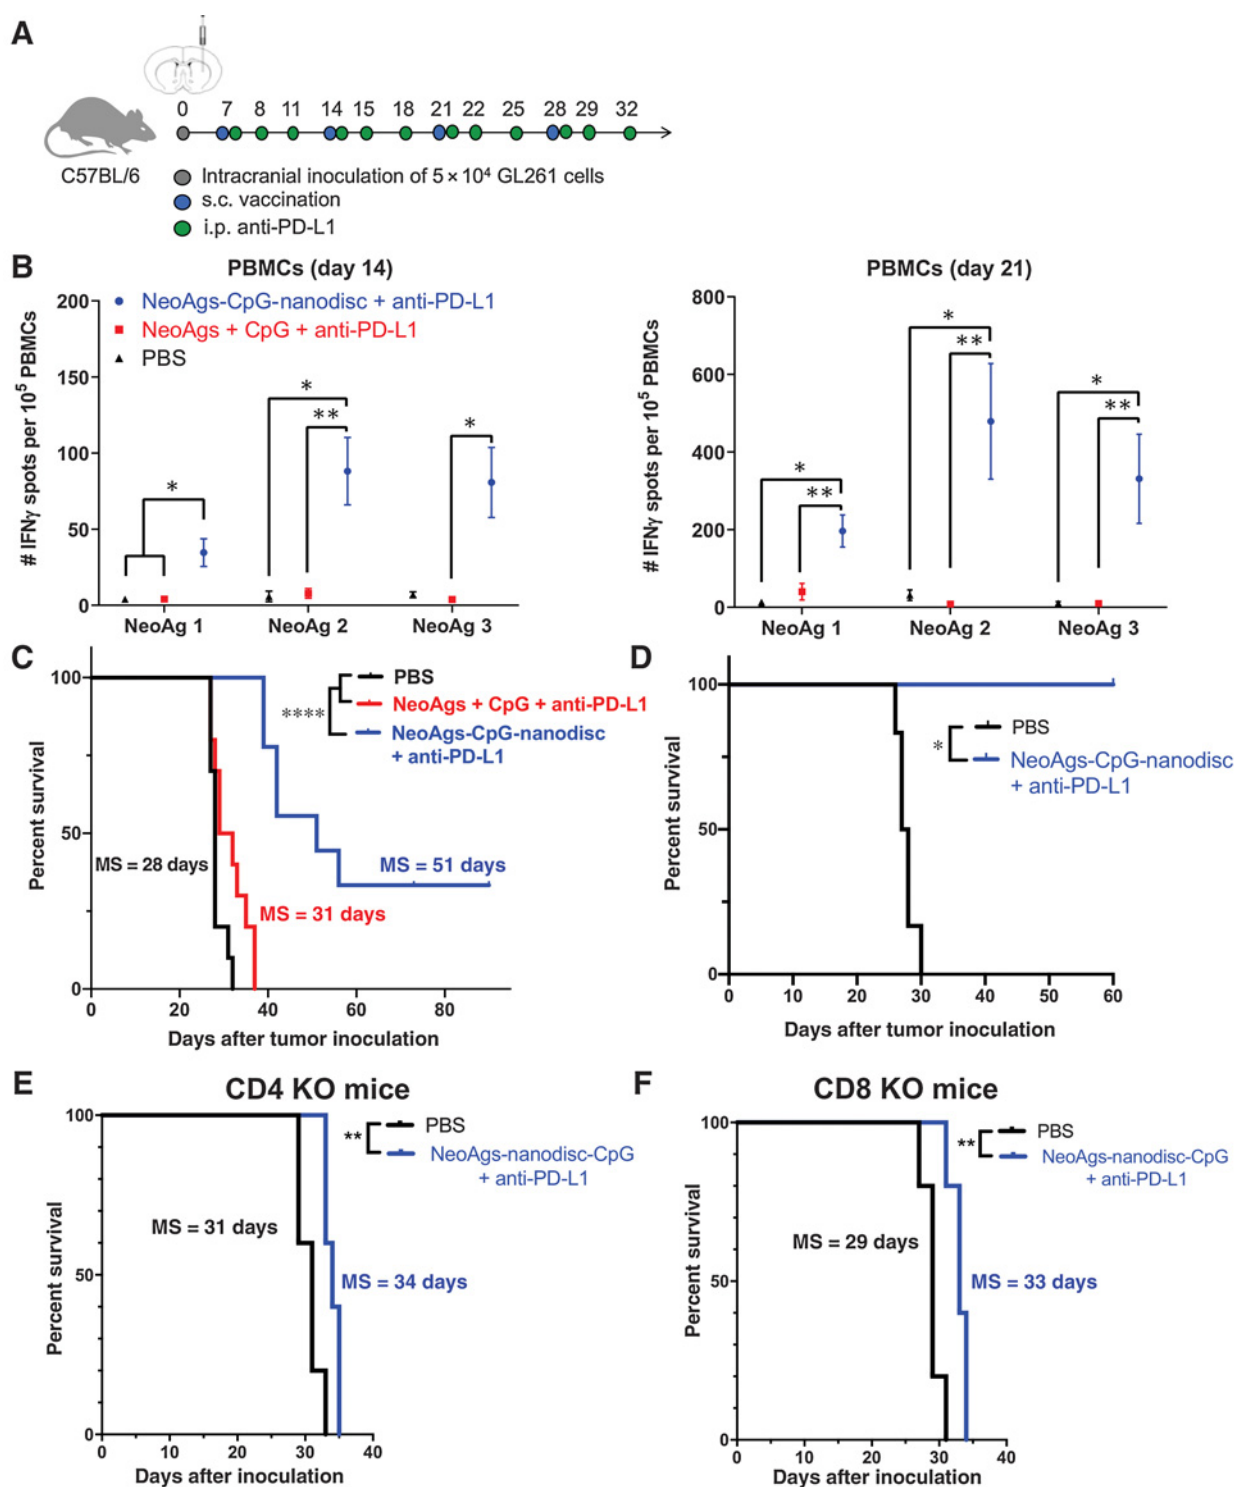 A
0 7 8 11 14 15 18 21 22 25 28 29 32
C57BL/6
Intracranial inoculation of 5 × 10⁴ GL261 cells
s.c. vaccination
i.p. anti-PD-L1
B
PBMCs (day 14)
# IFNγ spots per 10⁵ PBMCs
200
150
100
50
0
NeoAgs-CpG-nanodisc + anti-PD-L1
NeoAgs + CpG + anti-PD-L1
PBS
*
*
**
*
NeoAg 1 NeoAg 2 NeoAg 3
PBMCs (day 21)
# IFNγ spots per 10⁵ PBMCs
800
600
400
200
0
*
**
*
**
*
**
NeoAg 1 NeoAg 2 NeoAg 3
C
Percent survival
100
50
0
PBS
NeoAgs + CpG + anti-PD-L1
NeoAgs-CpG-nanodisc
+ anti-PD-L1
****
MS = 28 days
MS = 51 days
MS = 31 days
0 20 40 60 80
Days after tumor inoculation
D
Percent survival
100
50
0
PBS
NeoAgs-CpG-nanodisc
+ anti-PD-L1
*
0 10 20 30 40 50 60
Days after tumor inoculation
E
CD4 KO mice
Percent survival
100
50
0
PBS
NeoAgs-nanodisc-CpG
+ anti-PD-L1
**
MS = 31 days
MS = 34 days
0 10 20 30 40
Days after inoculation
F
CD8 KO mice
Percent survival
100
50
0
PBS
NeoAgs-nanodisc-CpG
+ anti-PD-L1
**
MS = 29 days
MS = 33 days
0 10 20 30 40
Days after inoculation